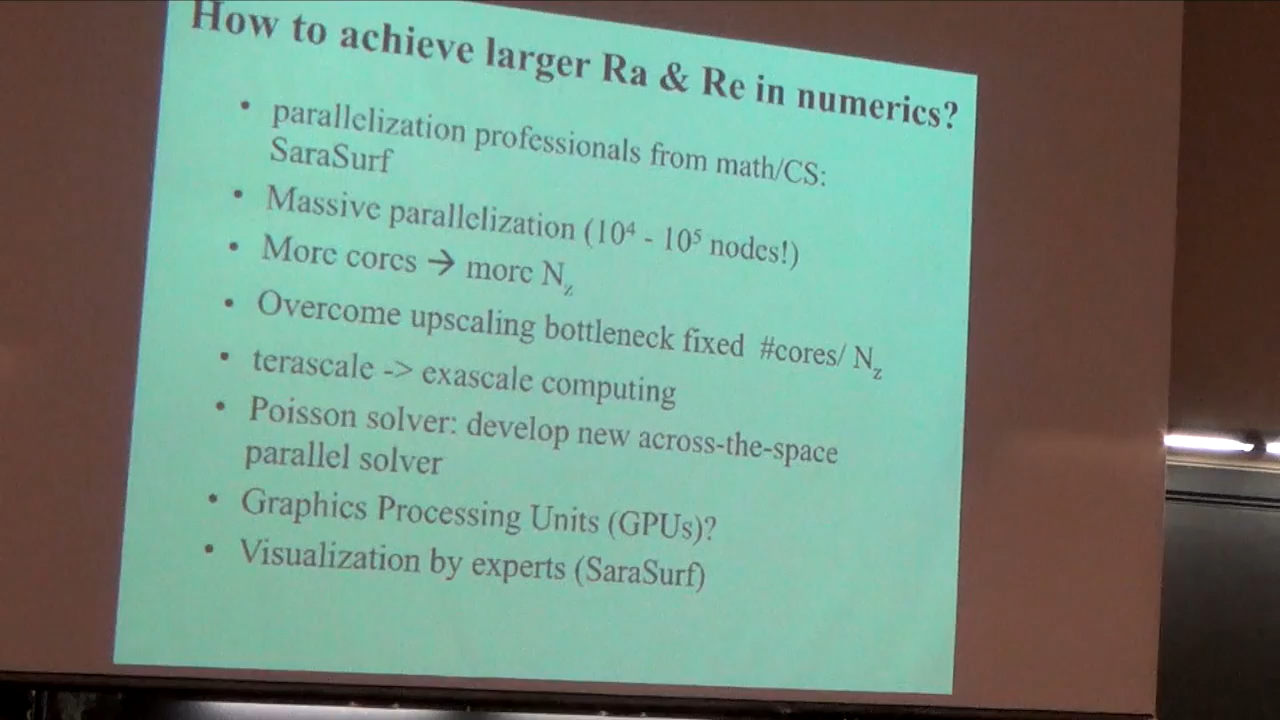 How to achieve larger Ra & Re in numerics?
• parallelization professionals from math/CS:
SaraSurf
• Massive parallelization (10⁴ - 10⁵ nodes!)
• More cores → more N_z
• Overcome upscaling bottleneck fixed #cores/ N_z
• terascale -> exascale computing
• Poisson solver: develop new across-the-space
parallel solver
• Graphics Processing Units (GPUs)?
• Visualization by experts (SaraSurf)